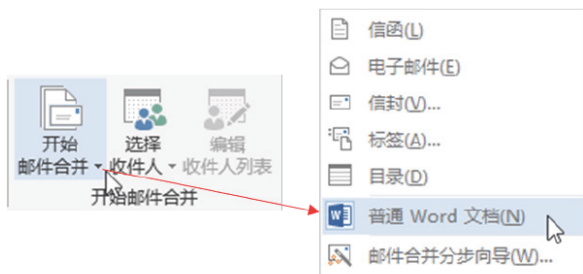 开始
邮件合并
选择
收件人
编辑
收件人列表
开始邮件合并
信函(L)
电子邮件(E)
信封(V)...
标签(A)...
目录(D)
普通 Word 文档(N)
邮件合并分步向导(W)...